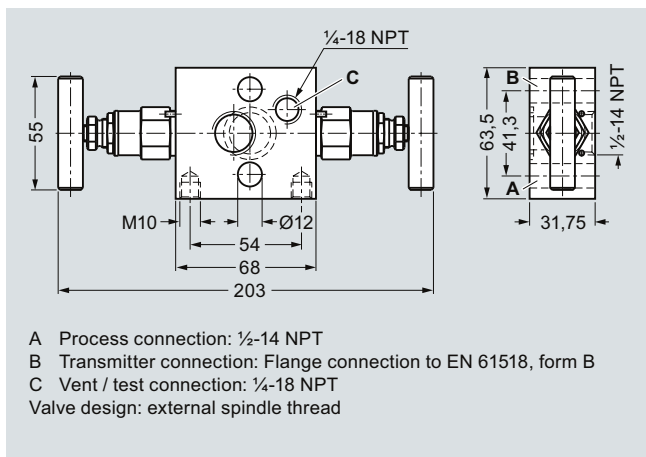 ¼-18 NPT
C
B
A
55
63,5
41,3
½-14 NPT
M10
Ø12
31,75
54
68
203
A Process connection: ½-14 NPT
B Transmitter connection: Flange connection to EN 61518, form B
C Vent / test connection: ¼-18 NPT
Valve design: external spindle thread